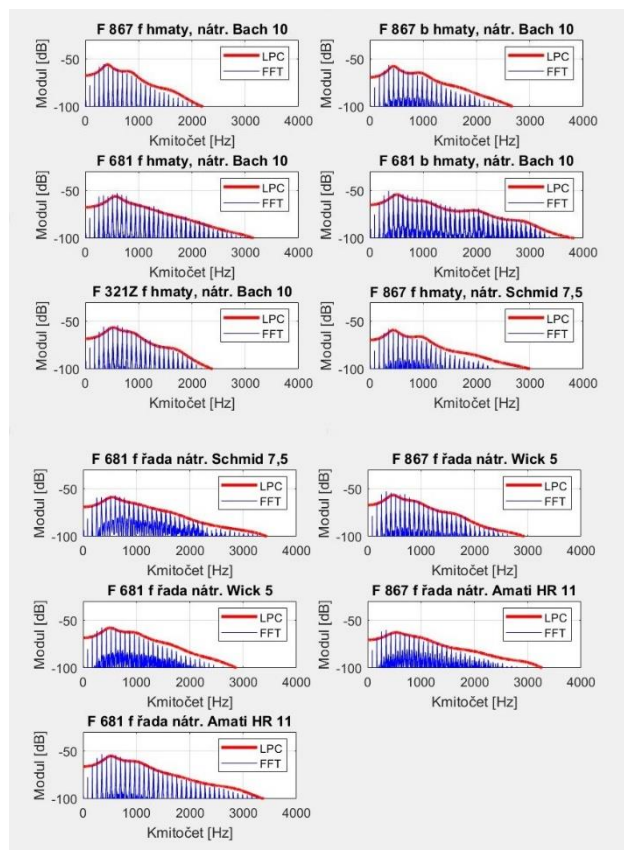 F 867 f hmaty, nátr. Bach 10
Modul [dB]
-50
-100
LPC
FFT
0 1000 2000 3000 4000
Kmitočet [Hz]
F 867 b hmaty, nátr. Bach 10
Modul [dB]
-50
-100
LPC
FFT
0 1000 2000 3000 4000
Kmitočet [Hz]
F 681 f hmaty, nátr. Bach 10
Modul [dB]
-50
-100
LPC
FFT
0 1000 2000 3000 4000
Kmitočet [Hz]
F 681 b hmaty, nátr. Bach 10
Modul [dB]
-50
-100
LPC
FFT
0 1000 2000 3000 4000
Kmitočet [Hz]
F 321Z f hmaty, nátr. Bach 10
Modul [dB]
-50
-100
LPC
FFT
0 1000 2000 3000 4000
Kmitočet [Hz]
F 867 f hmaty, nátr. Schmid 7,5
Modul [dB]
-50
-100
LPC
FFT
0 1000 2000 3000 4000
Kmitočet [Hz]
F 681 f řada nátr. Schmid 7,5
Modul [dB]
-50
-100
LPC
FFT
0 1000 2000 3000 4000
Kmitočet [Hz]
F 867 f řada nátr. Wick 5
Modul [dB]
-50
-100
LPC
FFT
0 1000 2000 3000 4000
Kmitočet [Hz]
F 681 f řada nátr. Wick 5
Modul [dB]
-50
-100
LPC
FFT
0 1000 2000 3000 4000
Kmitočet [Hz]
F 867 f řada nátr. Amati HR 11
Modul [dB]
-50
-100
LPC
FFT
0 1000 2000 3000 4000
Kmitočet [Hz]
F 681 f řada nátr. Amati HR 11
Modul [dB]
-50
-100
LPC
FFT
0 1000 2000 3000 4000
Kmitočet [Hz]